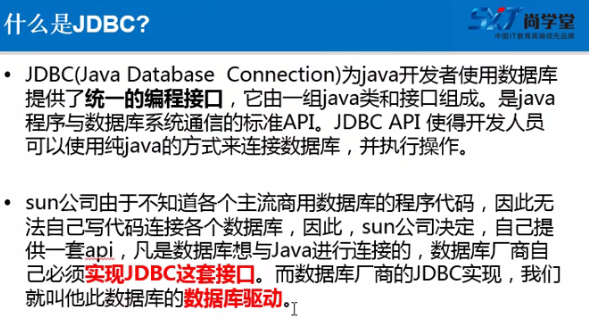 什么是JDBC?
SXT 尚学堂
中国IT教育高端领先品牌
• JDBC(Java Database Connection)为java开发者使用数据库
提供了统一的编程接口，它由一组java类和接口组成。是java
程序与数据库系统通信的标准API。JDBC API 使得开发人员
可以使用纯java的方式来连接数据库，并执行操作。
• sun公司由于不知道各个主流商用数据库的程序代码，因此无
法自己写代码连接各个数据库，因此，sun公司决定，自己提
供一套api，凡是数据库想与Java进行连接的，数据库厂商自
己必须实现JDBC这套接口。而数据库厂商的JDBC实现，我们
就叫他此数据库的数据库驱动。